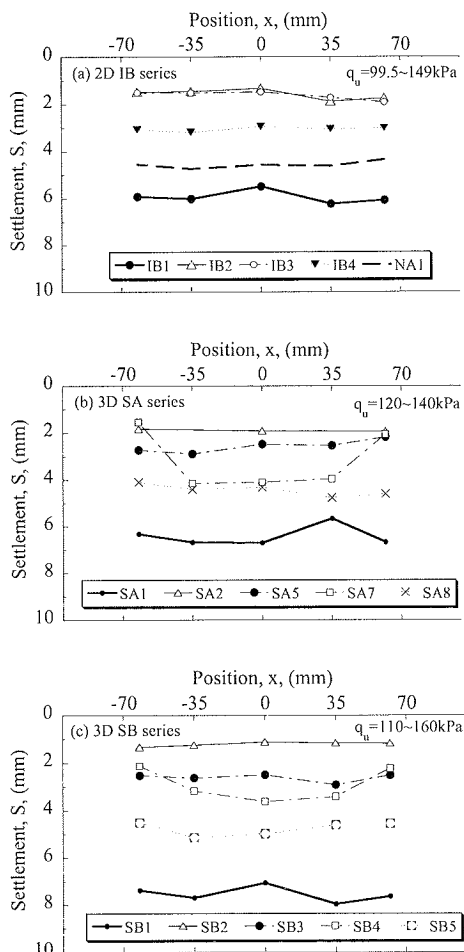 Position, x, (mm)
-70 -35 0 35 70
0
(a) 2D IB series
q_u=99.5~149kPa
2
4
6
8
10
Settlement, S, (mm)
IB1 IB2 IB3 IB4 NA1
Position, x, (mm)
-70 -35 0 35 70
0
(b) 3D SA series
q_u=120~140kPa
2
4
6
8
10
Settlement, S, (mm)
SA1 SA2 SA5 SA7 SA8
Position, x, (mm)
-70 -35 0 35 70
0
(c) 3D SB series
q_u=110~160kPa
2
4
6
8
10
Settlement, S, (mm)
SB1 SB2 SB3 SB4 SB5